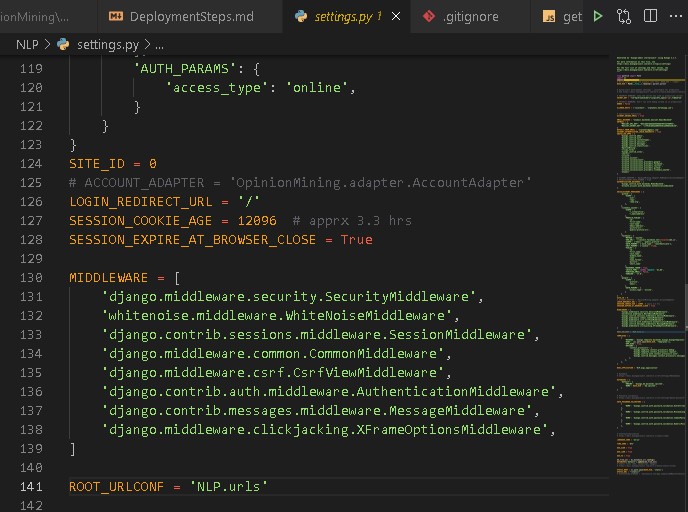 ionMining\...
DeploymentSteps.md
settings.py 1
.gitignore
JS get
NLP > settings.py > ...
119 'AUTH_PARAMS': {
120 'access_type': 'online',
121 }
122 }
123 }
124 SITE_ID = 0
125 # ACCOUNT_ADAPTER = 'OpinionMining.adapter.AccountAdapter'
126 LOGIN_REDIRECT_URL = '/'
127 SESSION_COOKIE_AGE = 12096 # apprx 3.3 hrs
128 SESSION_EXPIRE_AT_BROWSER_CLOSE = True
129
130 MIDDLEWARE = [
131 'django.middleware.security.SecurityMiddleware',
132 'whitenoise.middleware.WhiteNoiseMiddleware',
133 'django.contrib.sessions.middleware.SessionMiddleware',
134 'django.middleware.common.CommonMiddleware',
135 'django.middleware.csrf.CsrfViewMiddleware',
136 'django.contrib.auth.middleware.AuthenticationMiddleware',
137 'django.contrib.messages.middleware.MessageMiddleware',
138 'django.middleware.clickjacking.XFrameOptionsMiddleware',
139 ]
140
141 ROOT_URLCONF = 'NLP.urls'
142